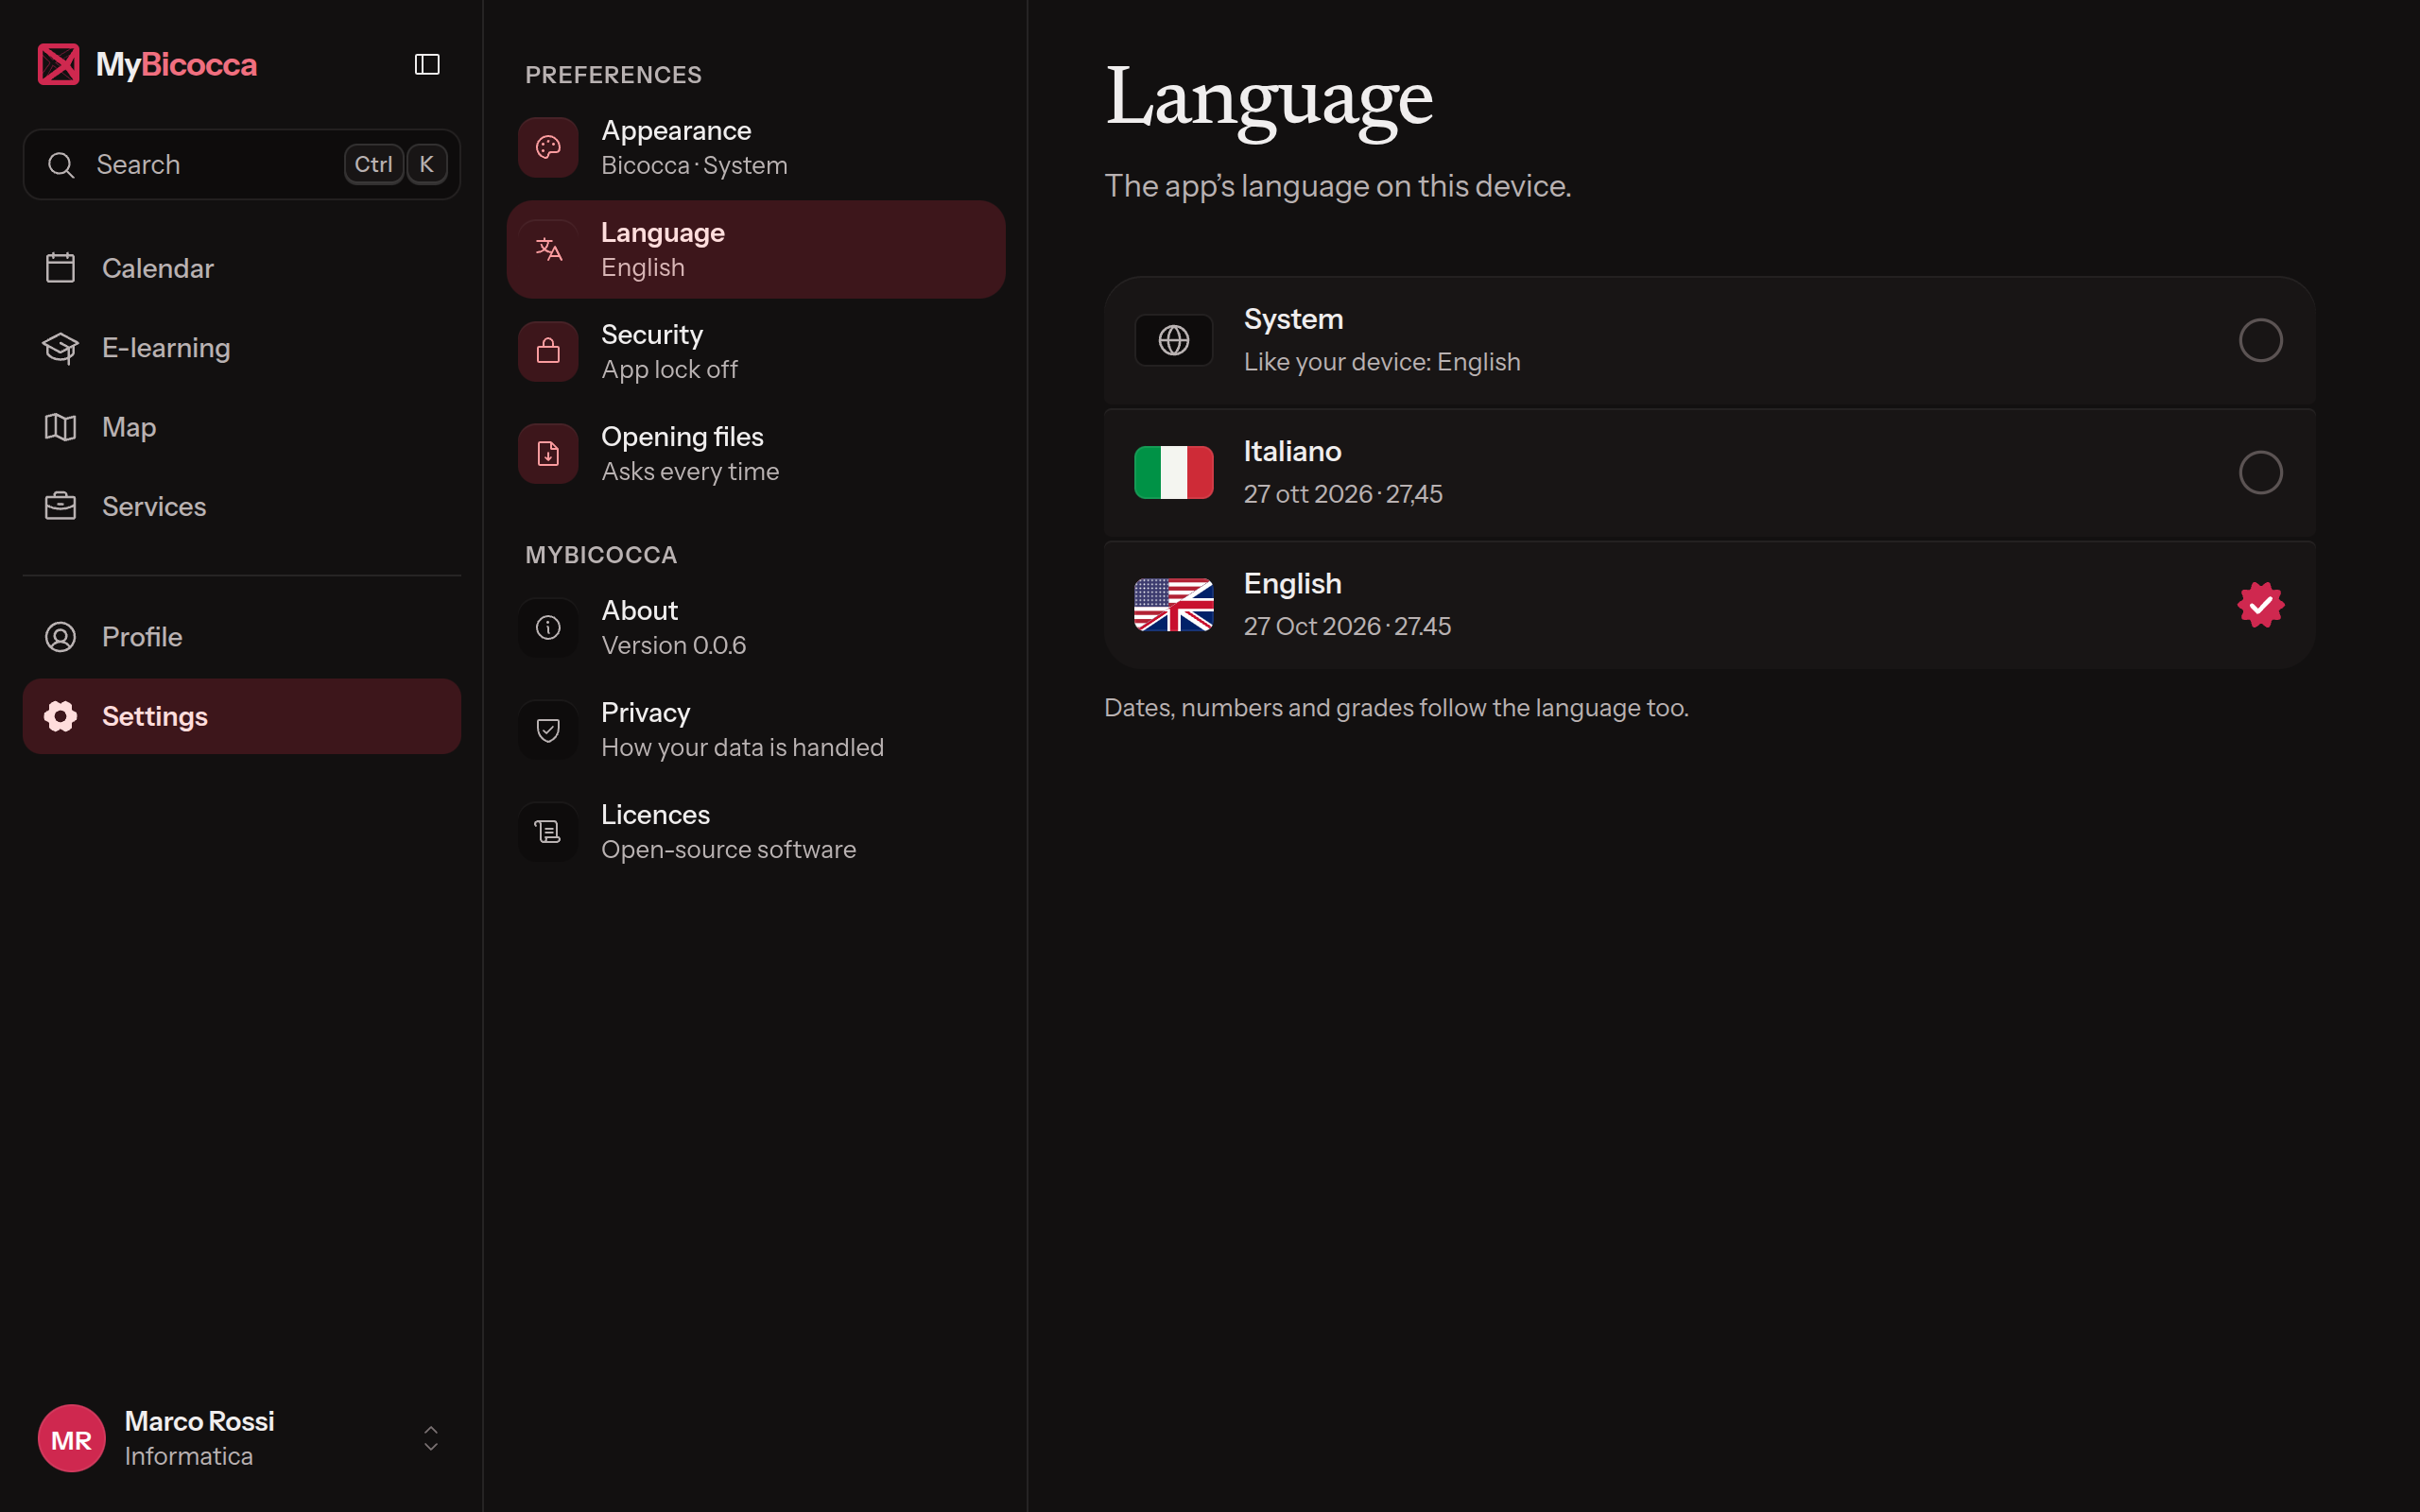 MyBicocca
Search
Ctrl K
Calendar
E-learning
Map
Services
Profile
Settings
MR
Marco Rossi
Informatica
PREFERENCES
Appearance
Bicocca · System
Language
English
Security
App lock off
Opening files
Asks every time
MYBICOCCA
About
Version 0.0.6
Privacy
How your data is handled
Licences
Open-source software
Language
The app’s language on this device.
System
Like your device: English
Italiano
27 ott 2026 · 27,45
English
27 Oct 2026 · 27.45
Dates, numbers and grades follow the language too.